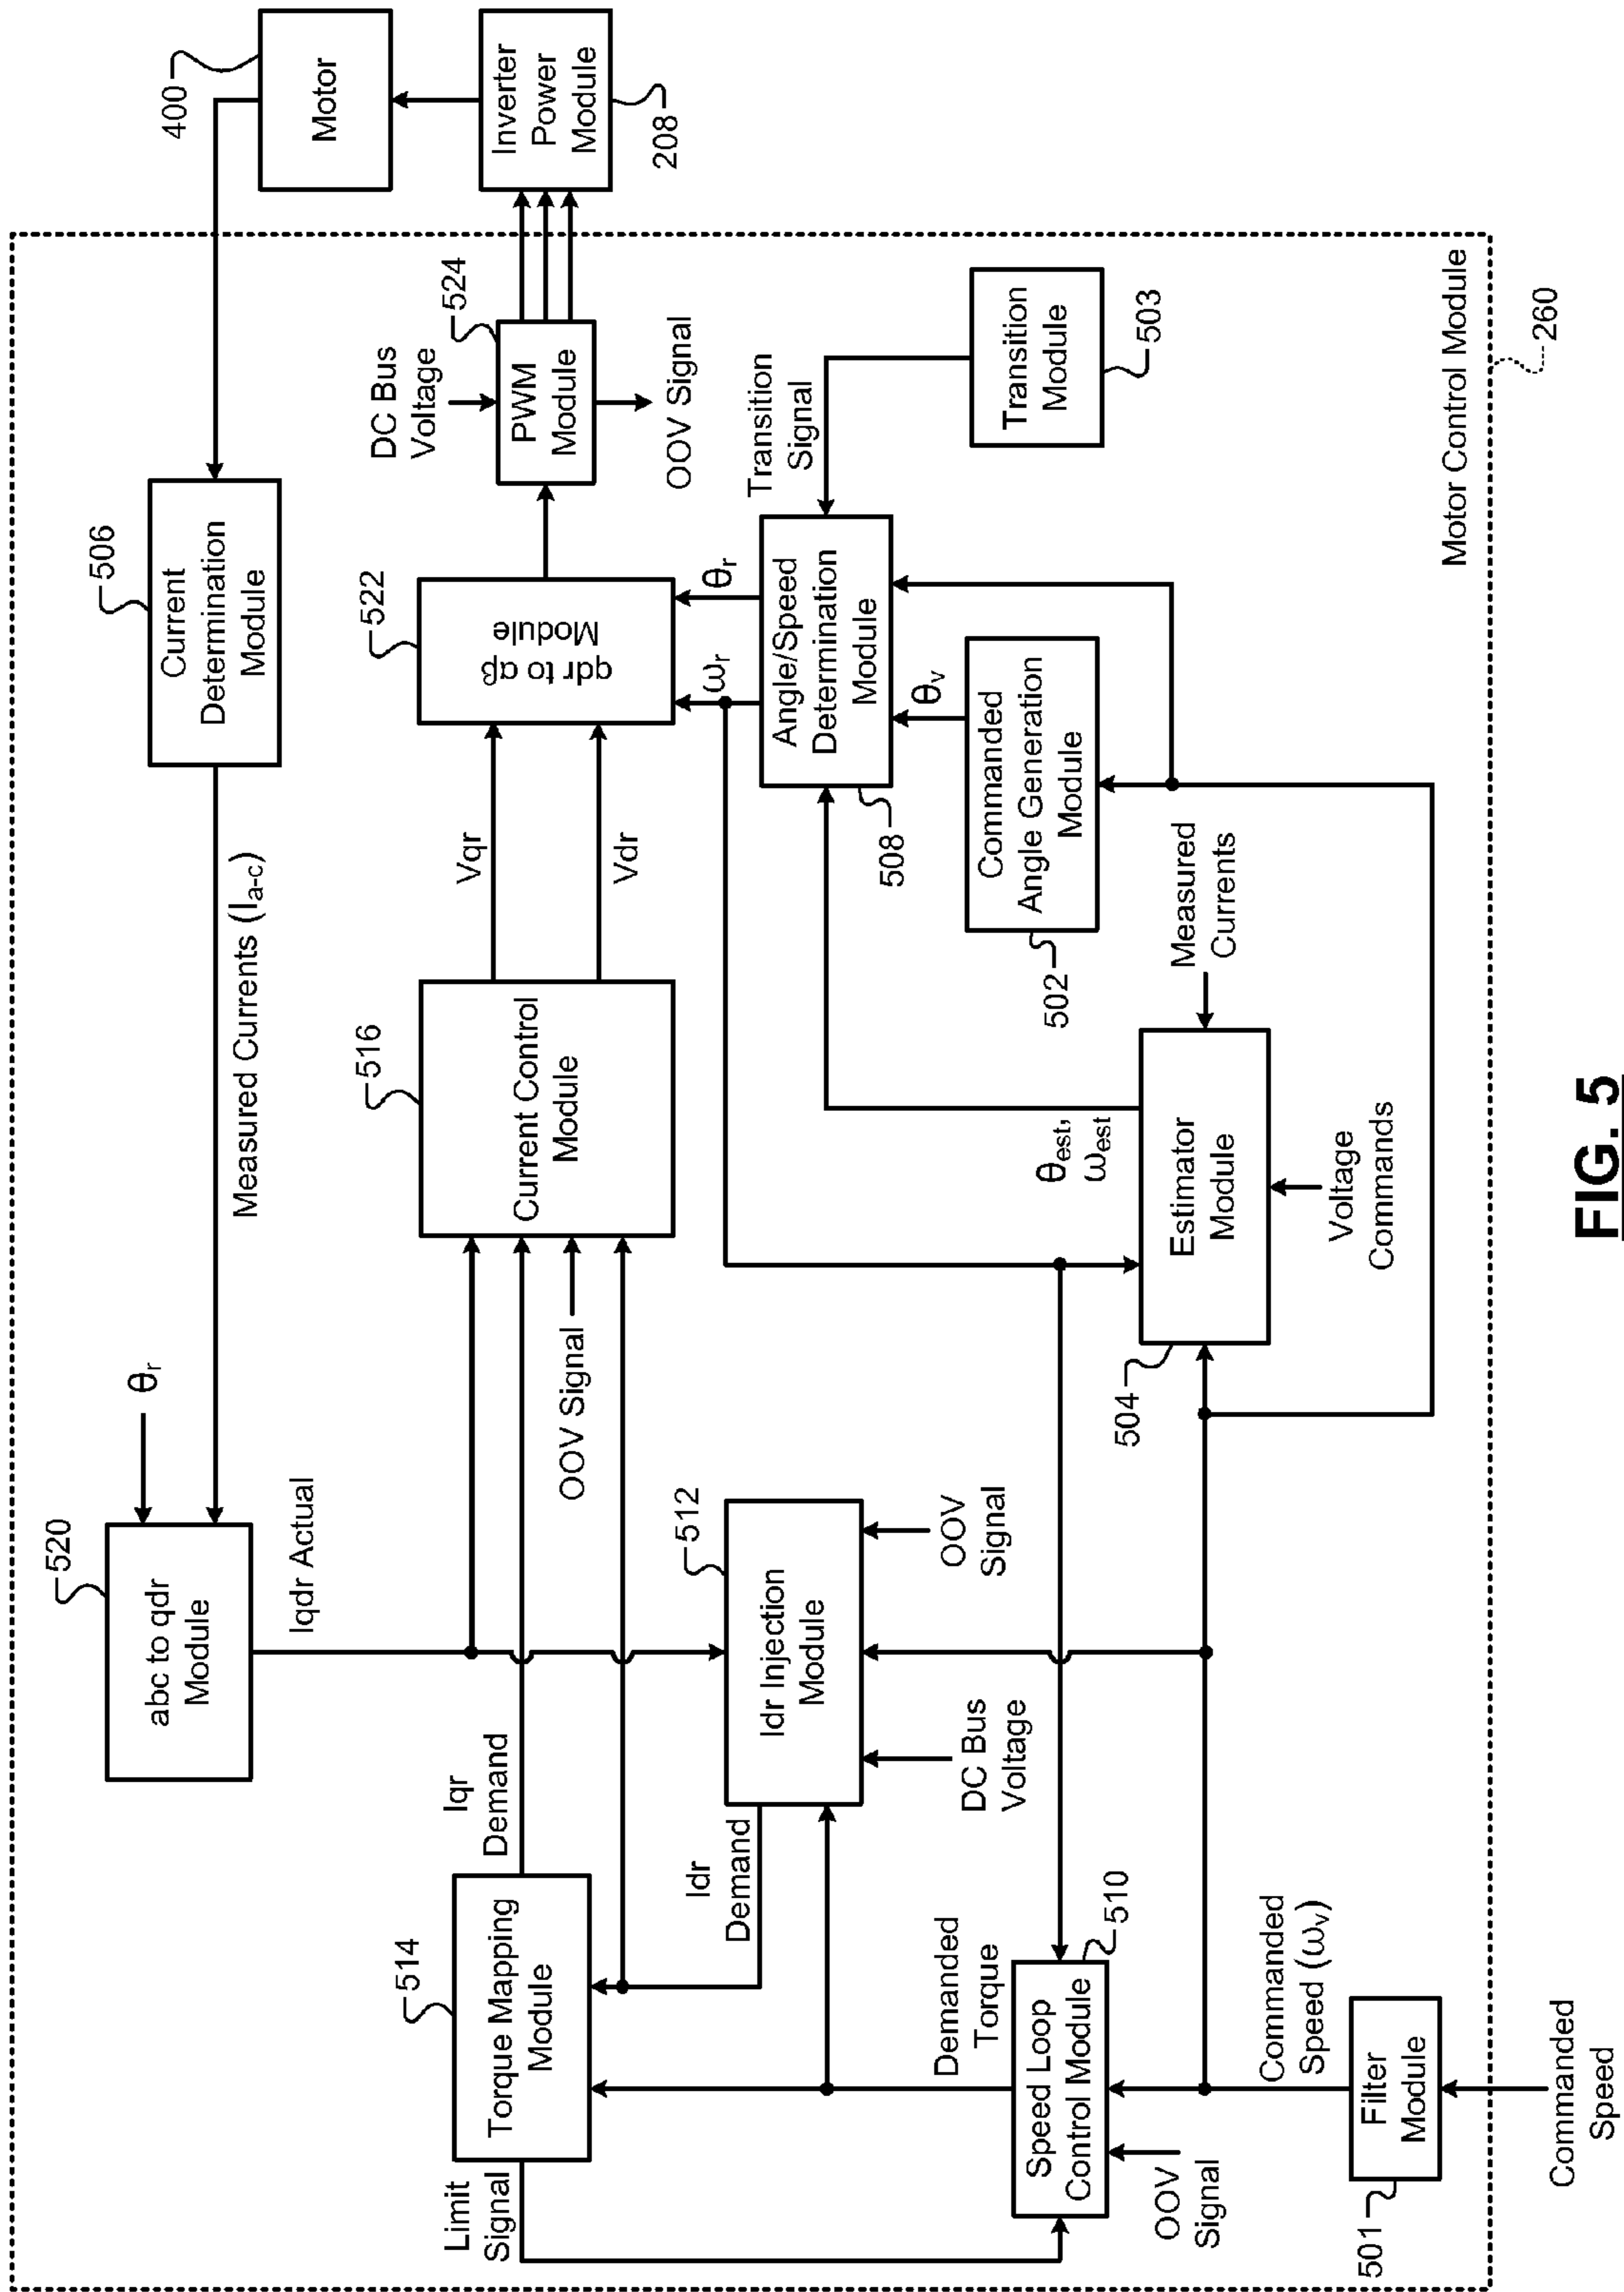 520
abc to qdr
Module
θr
Iqdr Actual
Measured Currents (Ia-c)
506
Current
Determination
Module
400
Motor
Inverter
Power
Module
208
514
Torque Mapping
Module
Limit
Signal
Iqr
Demand
Idr
Demand
512
Idr Injection
Module
OOV Signal
516
Current Control
Module
Vqr
Vdr
522
qdr to αβ
Module
DC Bus
Voltage
524
PWM
Module
OOV Signal
ωr
θr
Transition
Signal
Angle/Speed
Determination
Module
508
Transition
Module
503
θv
Commanded
Angle Generation
Module
502
Demanded
Torque
DC Bus
Voltage
OOV
Signal
Speed Loop
Control Module
510
OOV
Signal
θest,
ωest
Estimator
Module
504
Measured
Currents
Voltage
Commands
Commanded
Speed (ωv)
Filter
Module
501
Commanded
Speed
Motor Control Module
260
FIG. 5